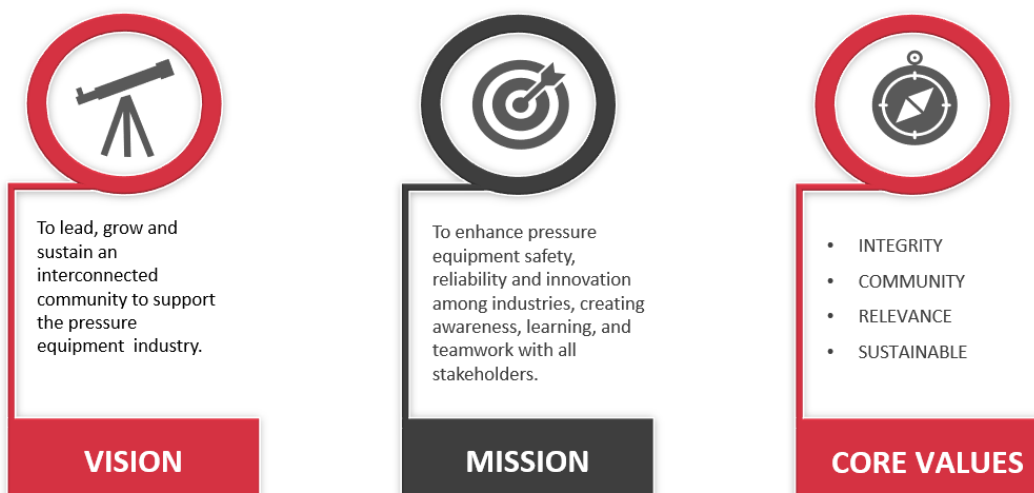 To lead, grow and
sustain an
interconnected
community to support
the pressure
equipment  industry.
VISION
To enhance pressure
equipment safety,
reliability and innovation
among industries, creating
awareness, learning, and
teamwork with all
stakeholders.
MISSION
• INTEGRITY
• COMMUNITY
• RELEVANCE
• SUSTAINABLE
CORE VALUES